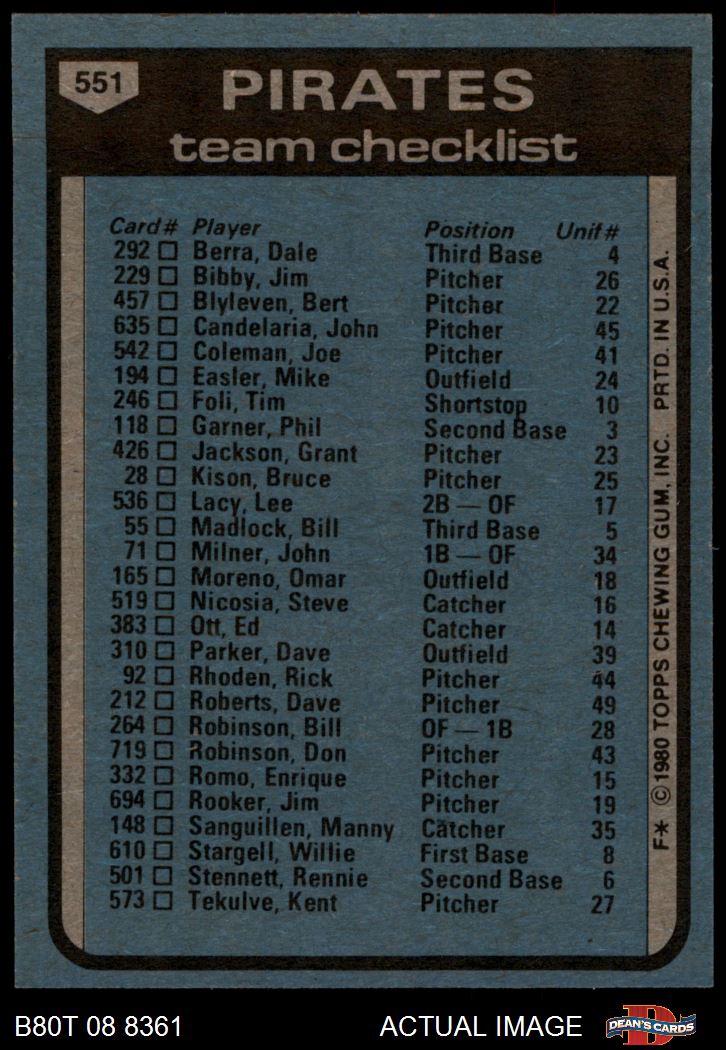 551
PIRATES
team checklist
Card# Player Position Unif#
292 Berra, Dale Third Base 4
229 Bibby, Jim Pitcher 26
457 Blyleven, Bert Pitcher 22
635 Candelaria, John Pitcher 45
542 Coleman, Joe Pitcher 41
194 Easler, Mike Outfield 24
246 Foli, Tim Shortstop 10
118 Garner, Phil Second Base 3
426 Jackson, Grant Pitcher 23
28 Kison, Bruce Pitcher 25
536 Lacy, Lee 2B — OF 17
55 Madlock, Bill Third Base 5
71 Milner, John 1B — OF 34
165 Moreno, Omar Outfield 18
519 Nicosia, Steve Catcher 16
383 Ott, Ed Catcher 14
310 Parker, Dave Outfield 39
92 Rhoden, Rick Pitcher 44
212 Roberts, Dave Pitcher 49
264 Robinson, Bill OF — 1B 28
719 Robinson, Don Pitcher 43
332 Romo, Enrique Pitcher 15
694 Rooker, Jim Pitcher 19
148 Sanguillen, Manny Catcher 35
610 Stargell, Willie First Base 8
501 Stennett, Rennie Second Base 6
573 Tekulve, Kent Pitcher 27
F* © 1980 TOPPS CHEWING GUM, INC. PRTD. IN U.S.A.
B80T 08 8361 ACTUAL IMAGE
D
DEAN'S CARDS